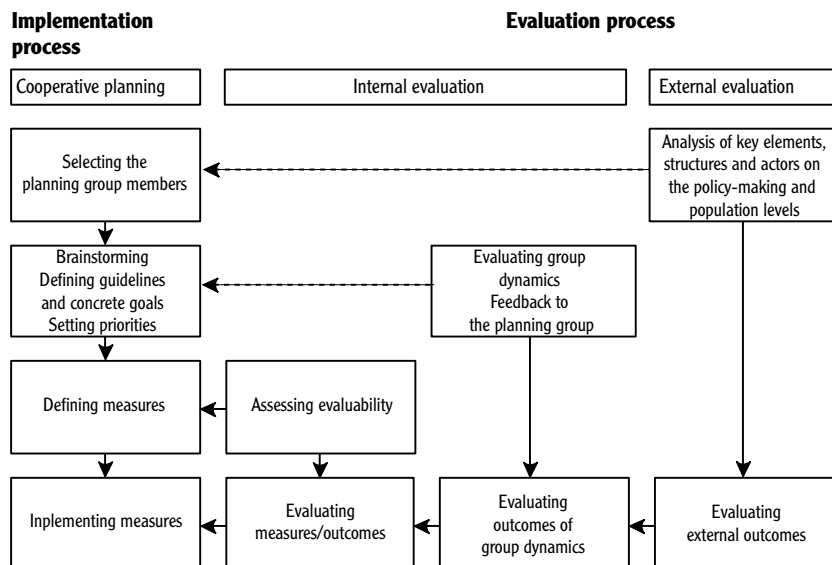 Implementation
process
Evaluation process
Cooperative planning
Internal evaluation
External evaluation
Selecting the
planning group members
Analysis of key elements,
structures and actors on
the policy-making and
population levels
Brainstorming
Defining guidelines
and concrete goals
Setting priorities
Evaluating group
dynamics
Feedback to
the planning group
Defining measures
Assessing evaluability
Inplementing measures
Evaluating
measures/outcomes
Evaluating
outcomes of
group dynamics
Evaluating
external outcomes